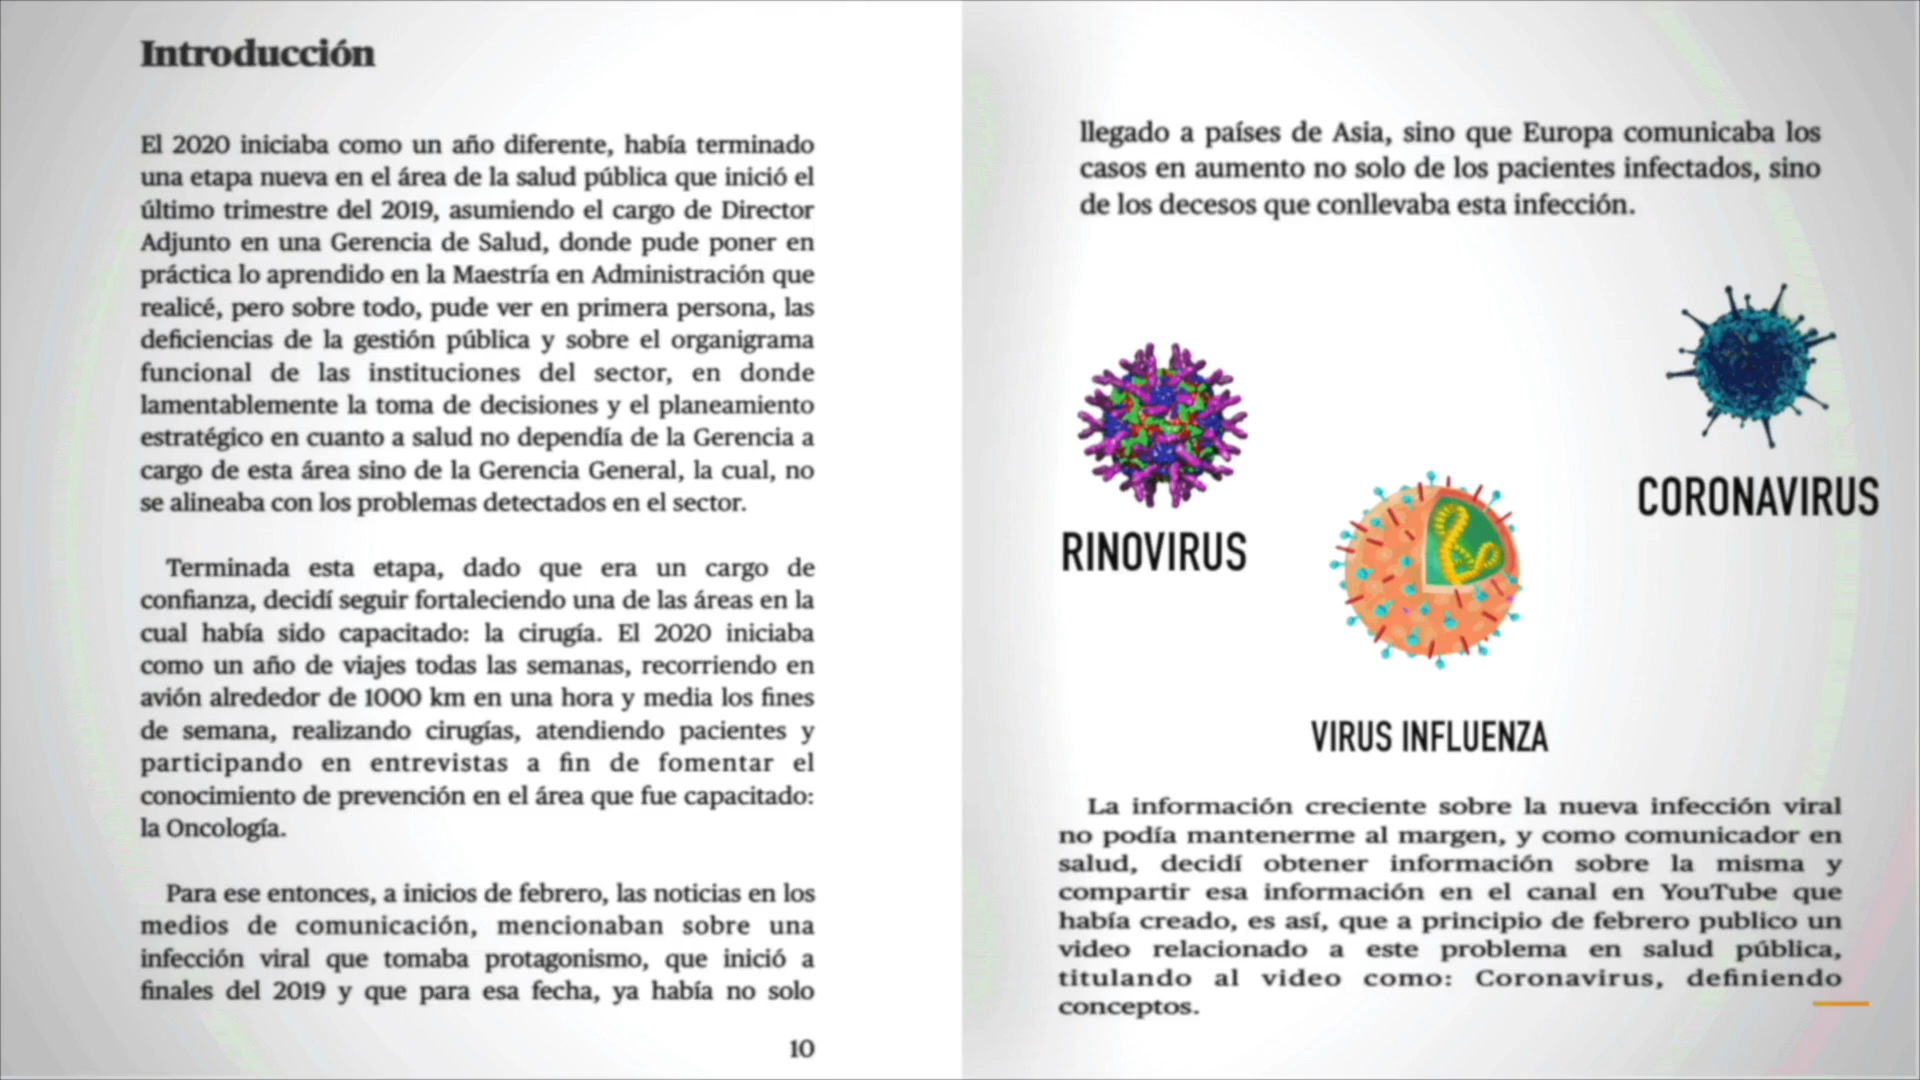 Introducción
El 2020 iniciaba como un año diferente, había terminado
una etapa nueva en el área de la salud pública que inició el
último trimestre del 2019, asumiendo el cargo de Director
Adjunto en una Gerencia de Salud, donde pude poner en
práctica lo aprendido en la Maestría en Administración que
realicé, pero sobre todo, pude ver en primera persona, las
deficiencias de la gestión pública y sobre el organigrama
funcional de las instituciones del sector, en donde
lamentablemente la toma de decisiones y el planeamiento
estratégico en cuanto a salud no dependía de la Gerencia a
cargo de esta área sino de la Gerencia General, la cual, no
se alineaba con los problemas detectados en el sector.
Terminada esta etapa, dado que era un cargo de
confianza, decidí seguir fortaleciendo una de las áreas en la
cual había sido capacitado: la cirugía. El 2020 iniciaba
como un año de viajes todas las semanas, recorriendo en
avión alrededor de 1000 km en una hora y media los fines
de semana, realizando cirugías, atendiendo pacientes y
participando en entrevistas a fin de fomentar el
conocimiento de prevención en el área que fue capacitado:
la Oncología.
Para ese entonces, a inicios de febrero, las noticias en los
medios de comunicación, mencionaban sobre una
infección viral que tomaba protagonismo, que inició a
finales del 2019 y que para esa fecha, ya había no solo
10
llegado a países de Asia, sino que Europa comunicaba los
casos en aumento no solo de los pacientes infectados, sino
de los decesos que conllevaba esta infección.
CORONAVIRUS
RINOVIRUS
VIRUS INFLUENZA
La información creciente sobre la nueva infección viral
no podía mantenerme al margen, y como comunicador en
salud, decidí obtener información sobre la misma y
compartir esa información en el canal en YouTube que
había creado, es así, que a principio de febrero publico un
video relacionado a este problema en salud pública,
titulando al video como: Coronavirus, definiendo
conceptos.